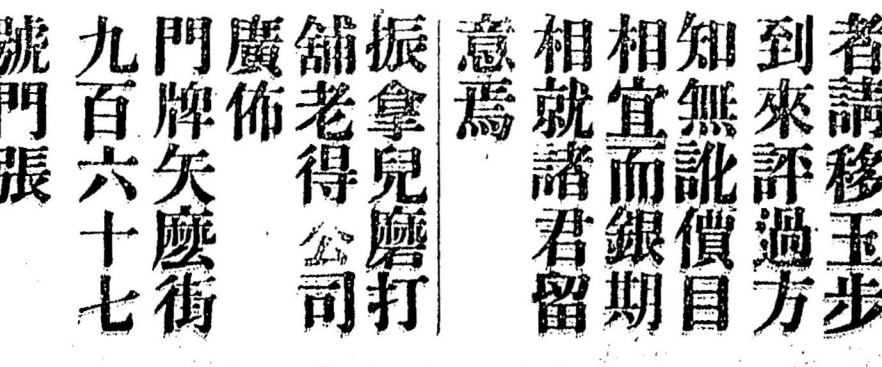 者請移玉步
到來評過方
知無訛價目
相宜而銀期
相就諸君留
意焉
振拿兒磨打
舖老得公司
廣佈
門牌矢麽街
九百六十七
號門張